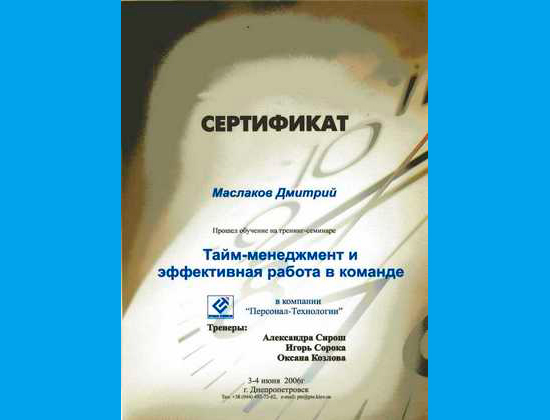 СЕРТИФИКАТ
Маслаков Дмитрий
Прошел обучение на тренинг-семинаре
Тайм-менеджмент и
эффективная работа в команде
в компании
“Персонал-Технологии”
Тренеры:
Александра Сирош
Игорь Сорока
Оксана Козлова
3-4 июня 2006г
г. Днепропетровск
10